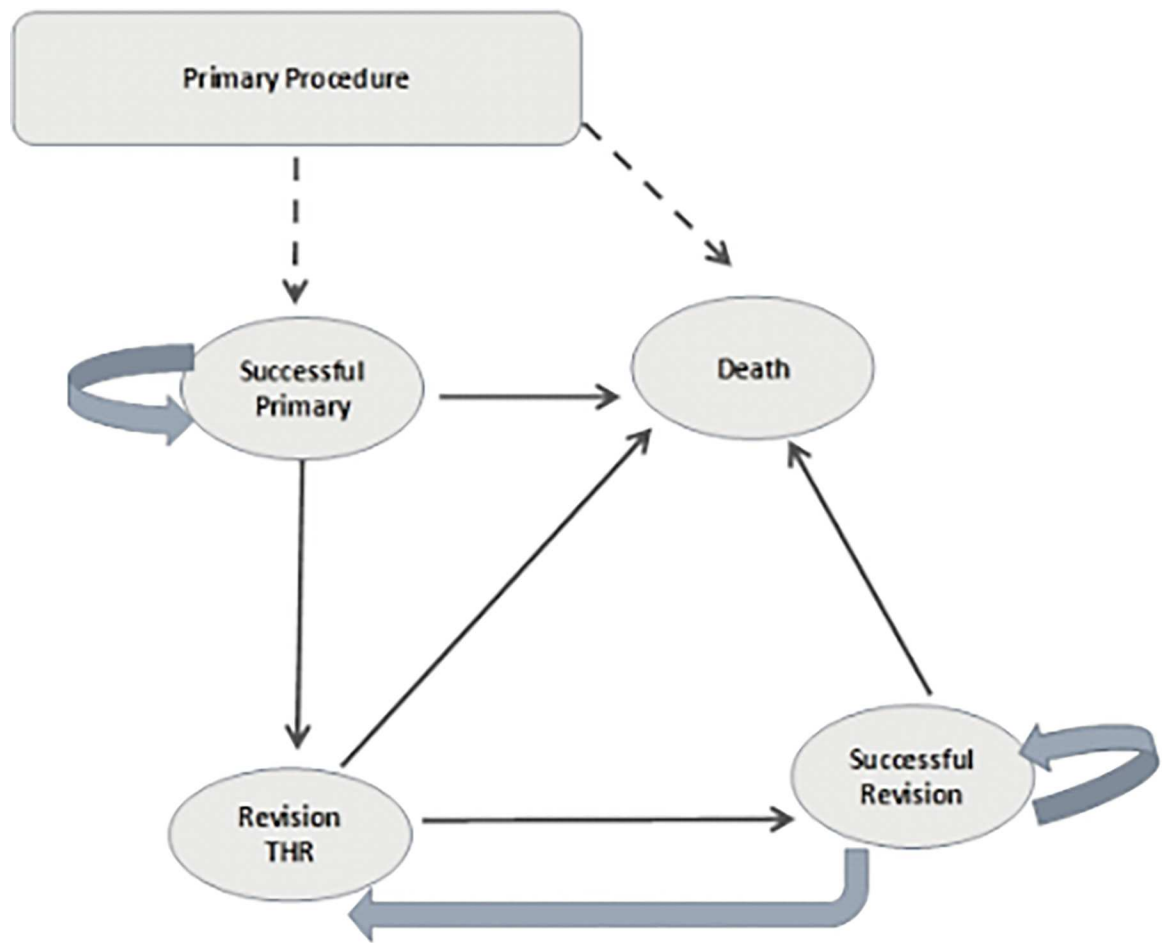 Primary Procedure
Successful
Primary
Death
Successful
Revision
Revision
THR